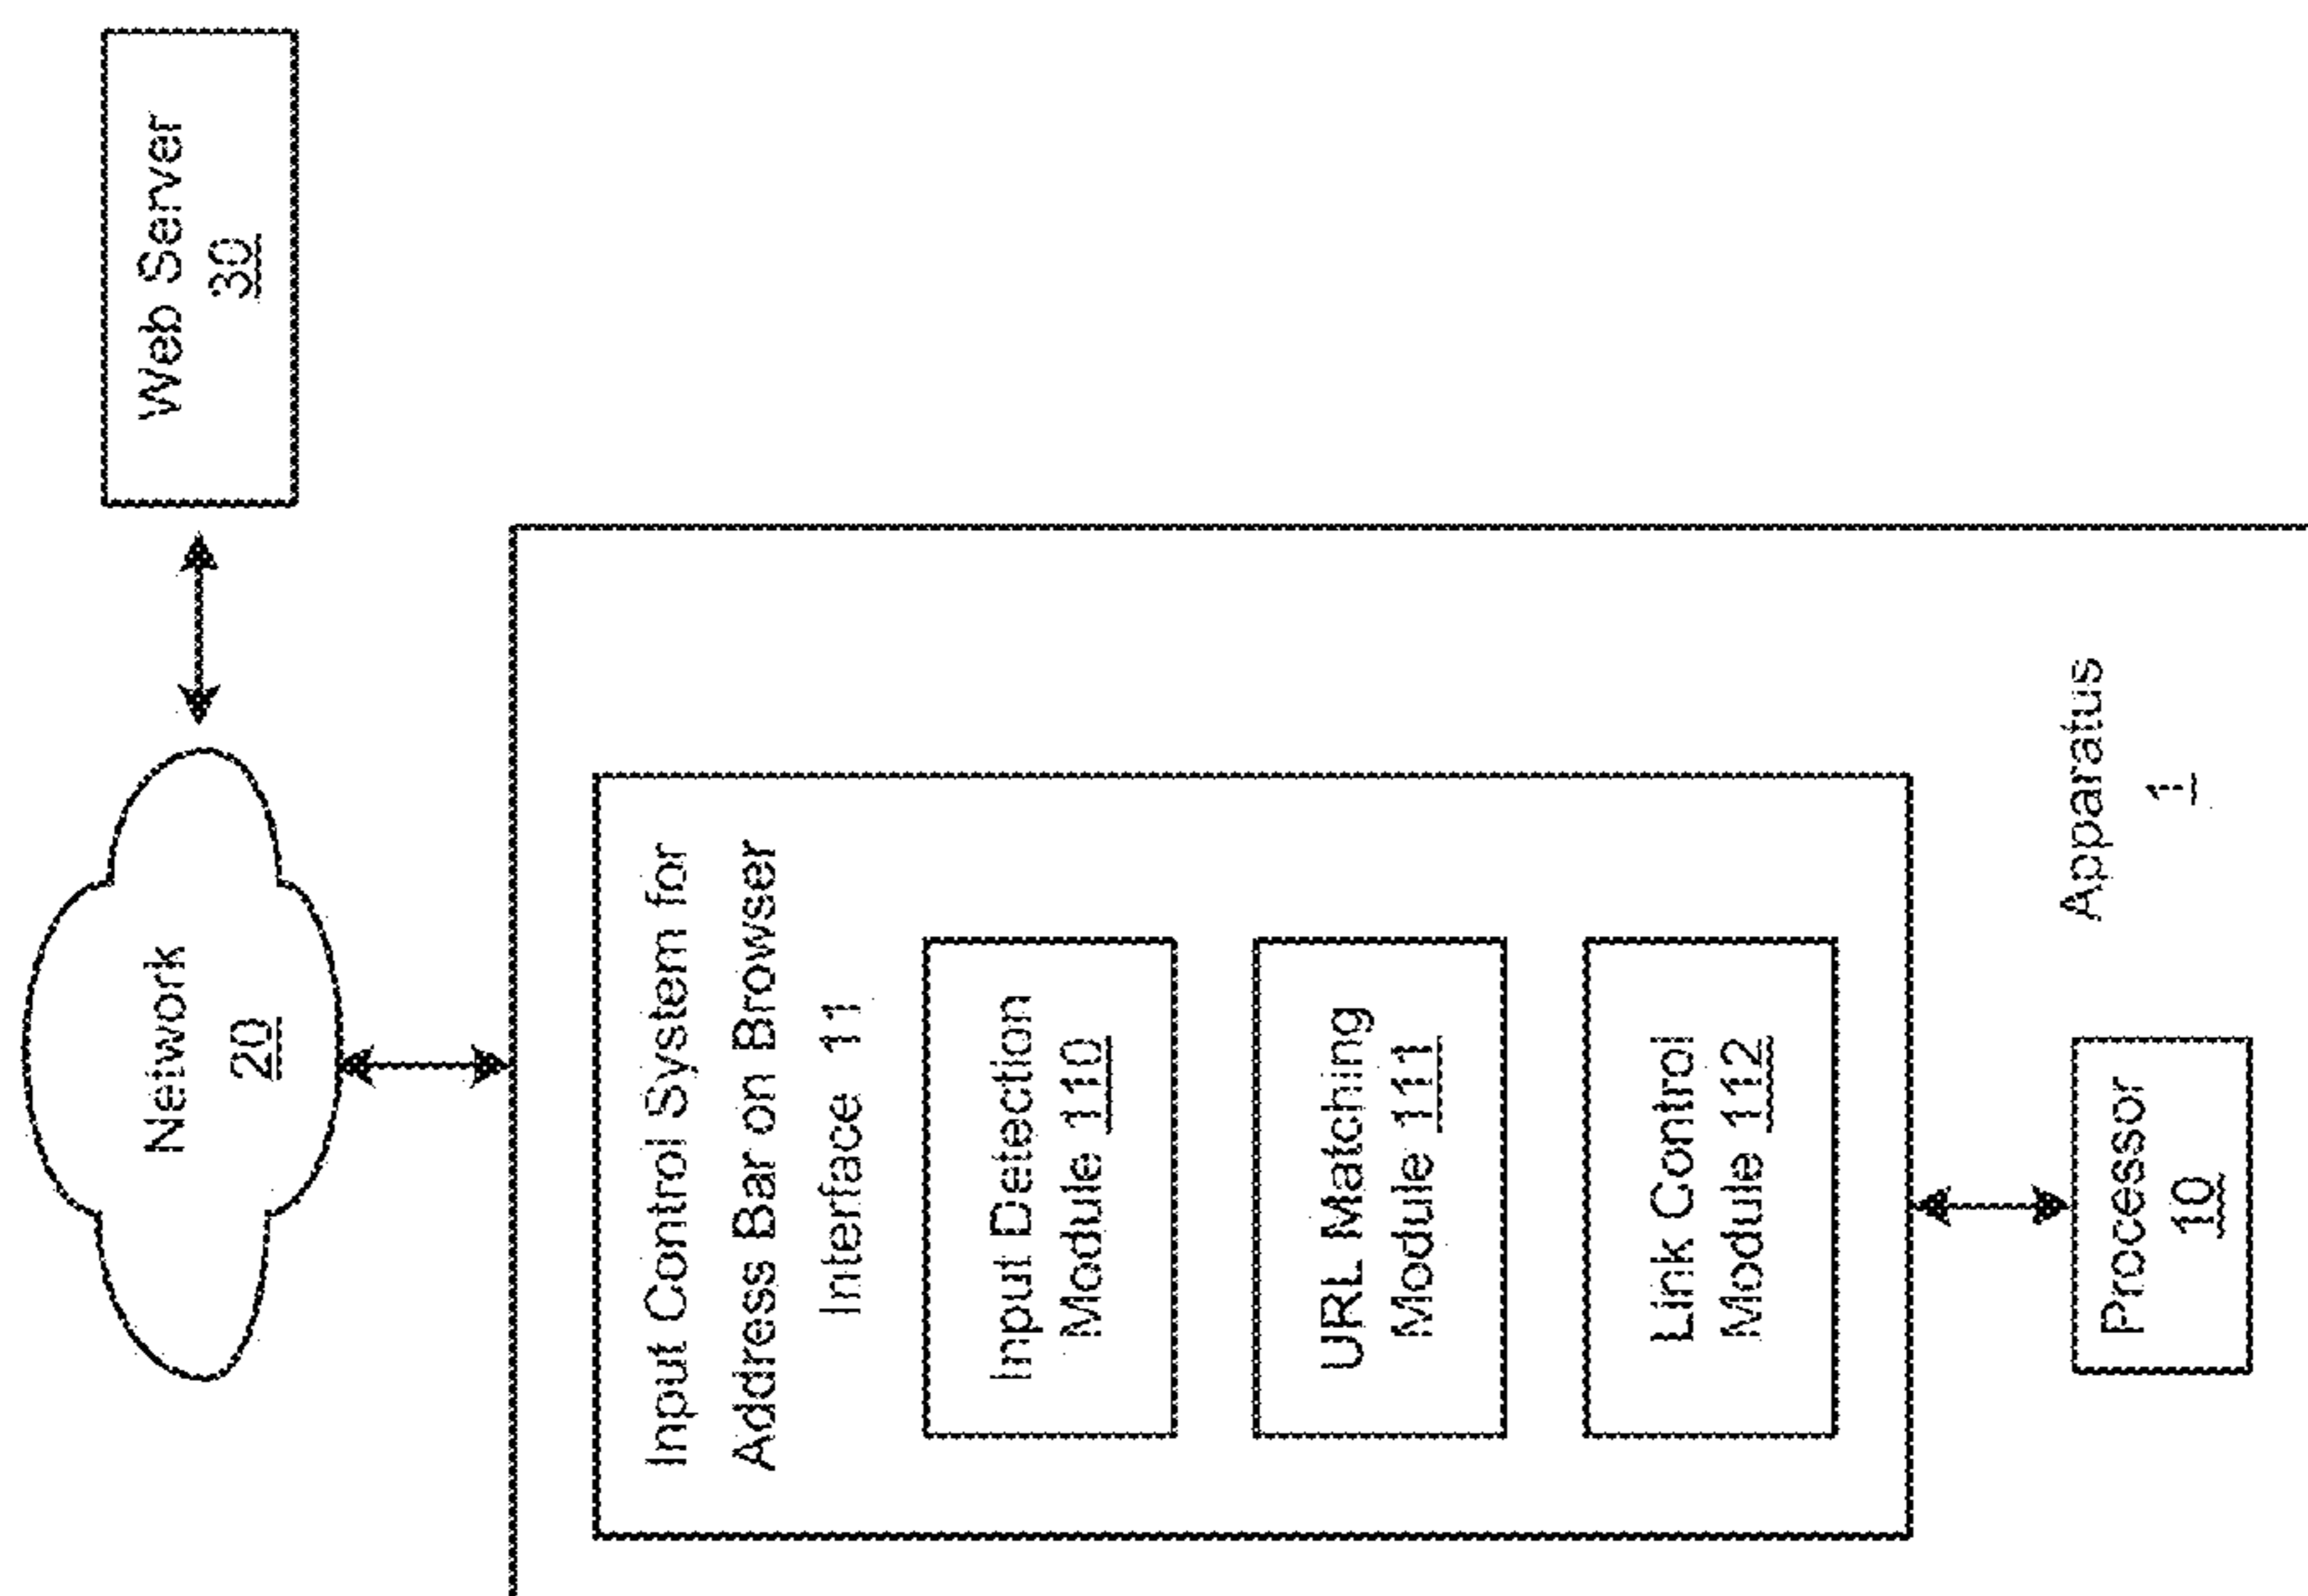 Network
20
Web Server
30
Input Control System for
Address Bar on Browser
Interface 11
Input Detection
Module 110
URL Matching
Module 111
Link Control
Module 112
Processor
10
Apparatus
1